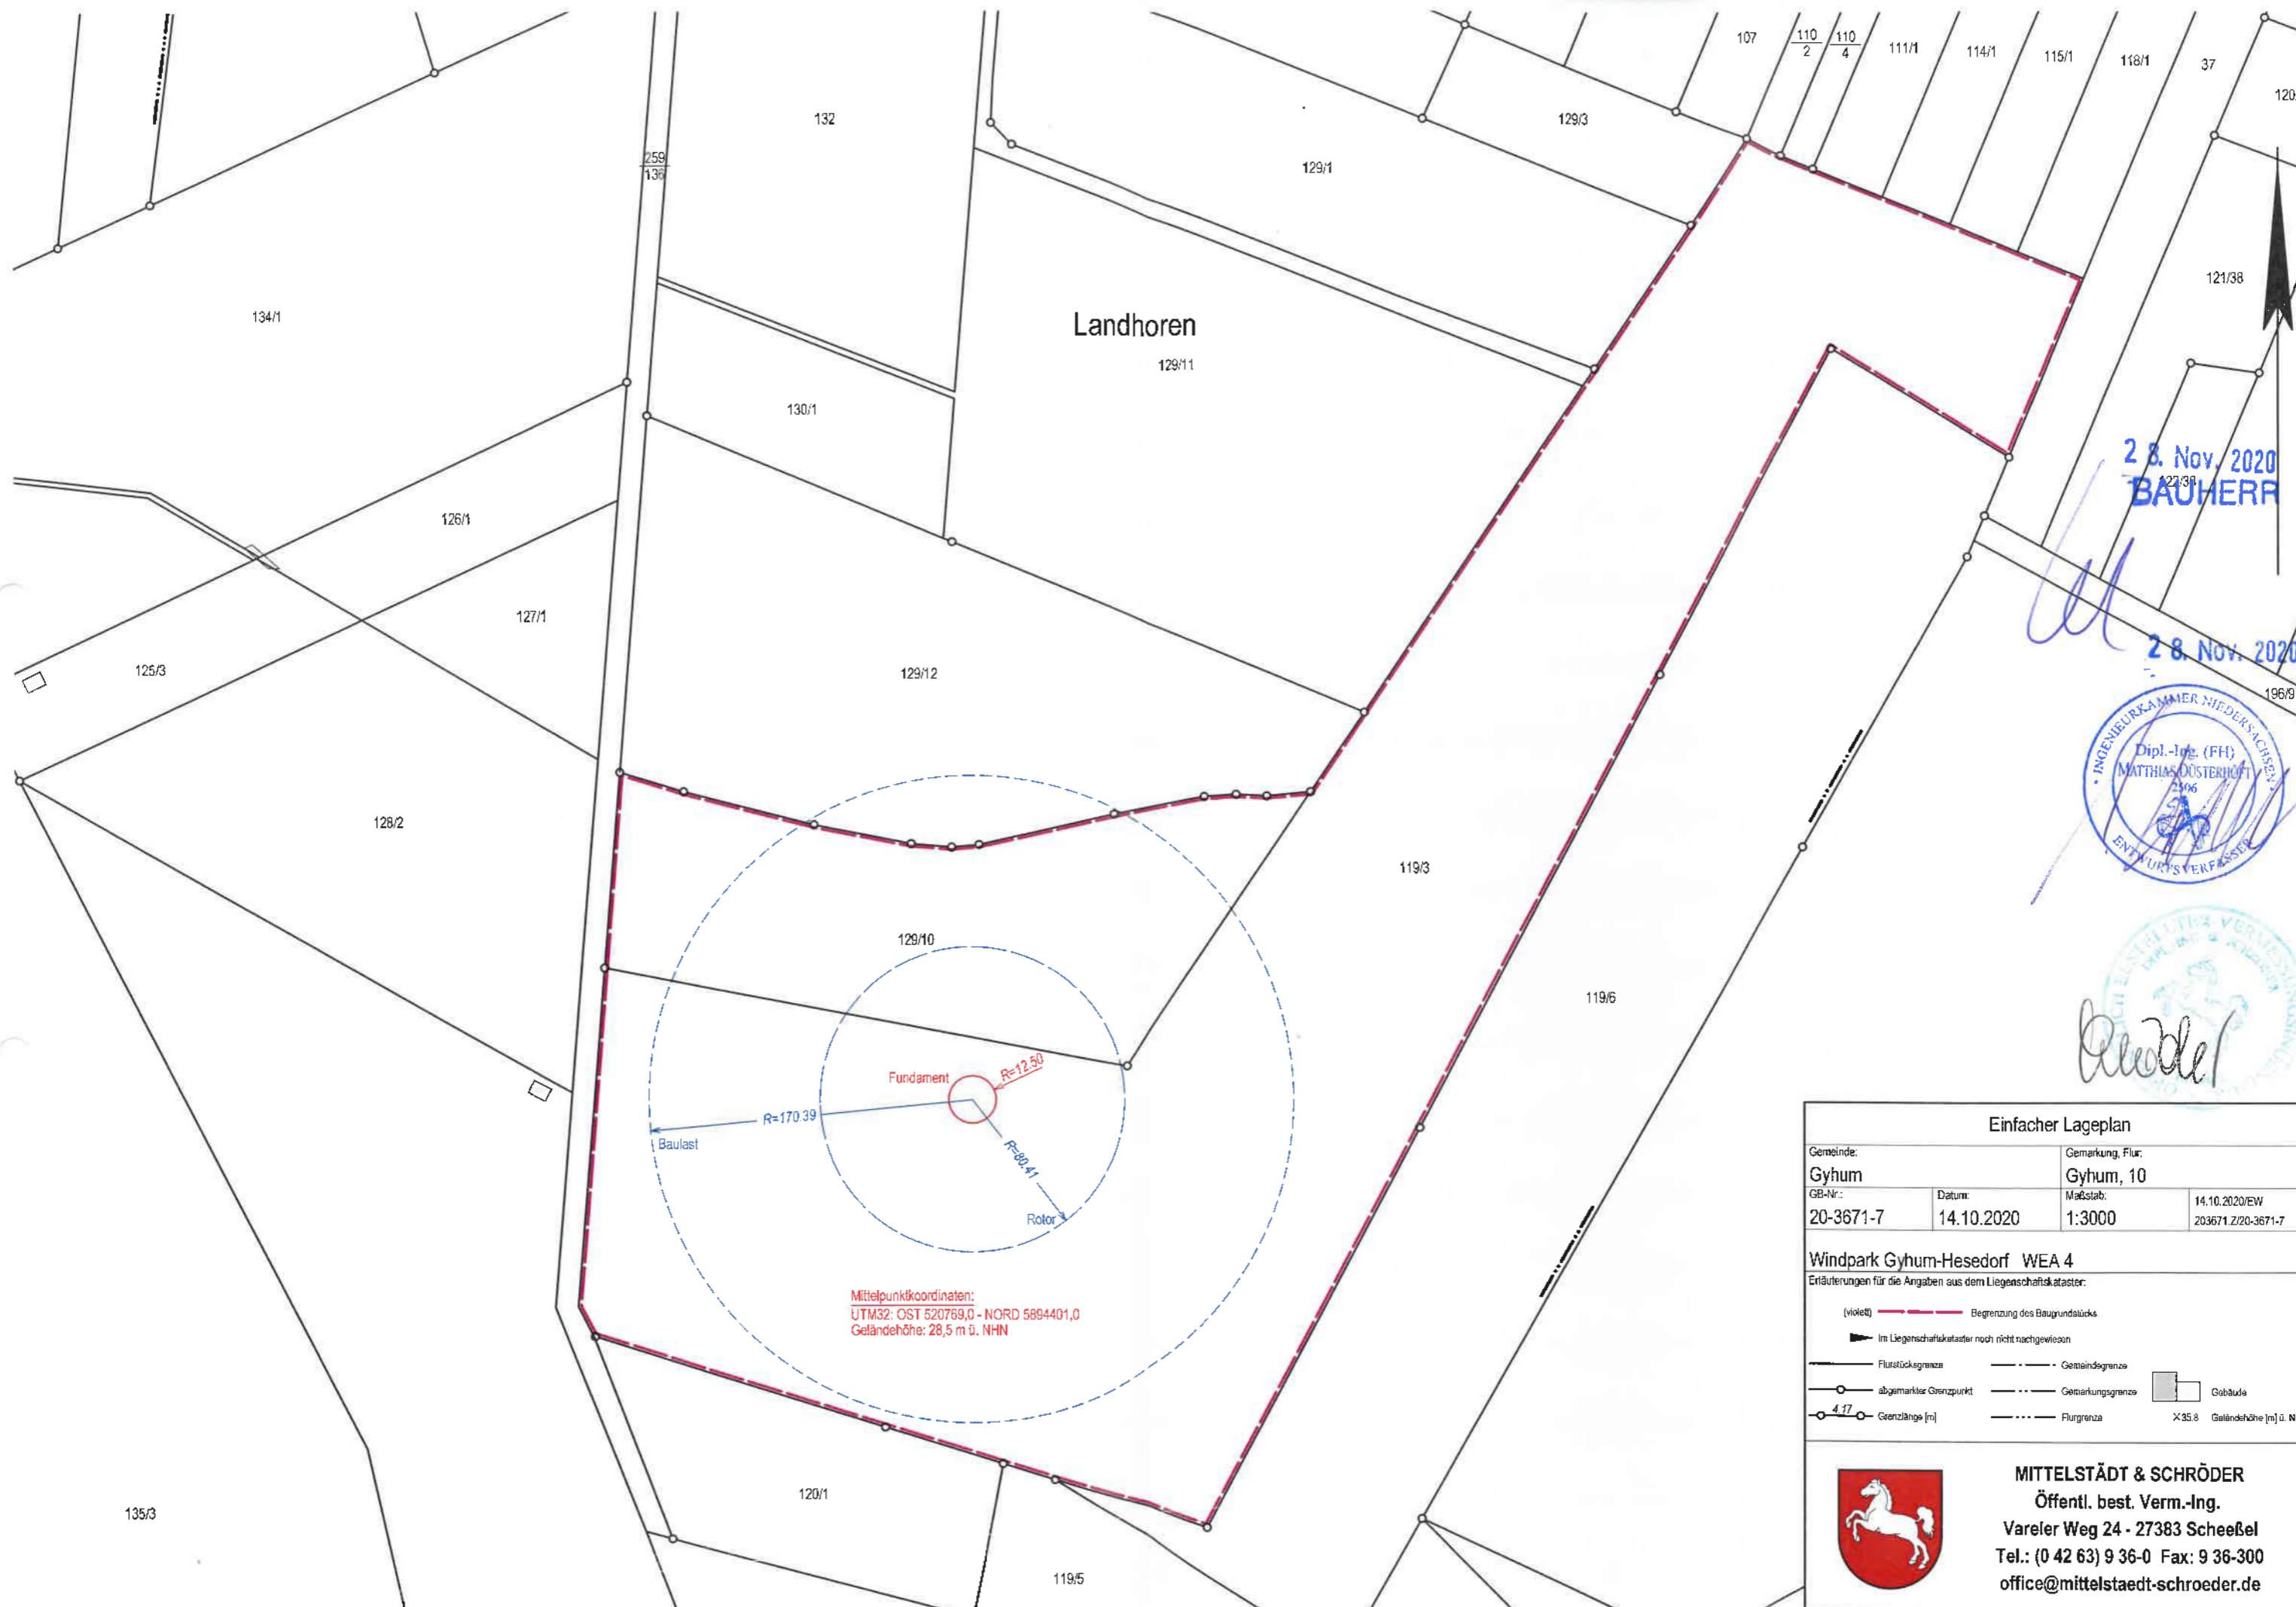 107
110
2
110
4
111/1
114/1
115/1
118/1
37
120
132
129/3
129/1
259
136
121/38
134/1
Landhoren
129/11
130/1
2 8. Nov. 2020
BAUHERR
126/1
127/1
125/3
129/12
2 8. Nov. 2020
196/9
INGENIEURKAMMER NIEDERSACHSEN
Dipl.-Ing. (FH)
MATTHIAS DÜSTERHÖFT
2506
ENTWURFSVERFASSER
128/2
119/3
129/10
119/6
Fundament
R=12.50
R=170.39
Baulast
R=80.41
Rotor
Mittelpunktkoordinaten:
UTM32: OST 520769,0 - NORD 5894401,0
Geländehöhe: 28,5 m ü. NHN
135/3
120/1
119/5
Einfacher Lageplan
Gemeinde:
Gyhum
Gemarkung, Flur:
Gyhum, 10
GB-Nr.:
20-3671-7
Datum:
14.10.2020
Maßstab:
1:3000
14.10.2020/EW
203671.Z/20-3671-7
Windpark Gyhum-Hesedorf WEA 4
Erläuterungen für die Angaben aus dem Liegenschaftskataster:
(violett) Begrenzung des Baugrundstücks
Im Liegenschaftskataster noch nicht nachgewiesen
Flurstücksgrenze
Gemeindegrenze
abgemarkter Grenzpunkt
Gemarkungsgrenze
Gebäude
4.17 Grenzlänge [m]
Flurgrenze
×35.8 Geländehöhe [m] ü. N
MITTELSTÄDT & SCHRÖDER
Öffentl. best. Verm.-Ing.
Vareler Weg 24 - 27383 Scheeßel
Tel.: (0 42 63) 9 36-0 Fax: 9 36-300
office@mittelstaedt-schroeder.de